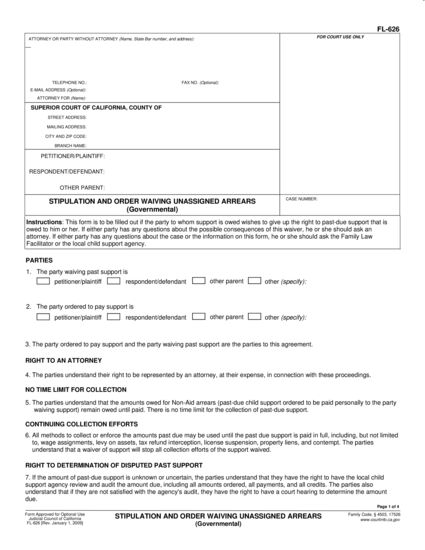 FL-626
ATTORNEY OR PARTY WITHOUT ATTORNEY (Name, State Bar number, and address):
FOR COURT USE ONLY
TELEPHONE NO.: FAX NO. (Optional):
E-MAIL ADDRESS (Optional):
ATTORNEY FOR (Name):
SUPERIOR COURT OF CALIFORNIA, COUNTY OF
STREET ADDRESS:
MAILING ADDRESS:
CITY AND ZIP CODE:
BRANCH NAME:
PETITIONER/PLAINTIFF:
RESPONDENT/DEFENDANT:
OTHER PARENT:
STIPULATION AND ORDER WAIVING UNASSIGNED ARREARS
(Governmental)
CASE NUMBER:
Instructions: This form is to be filled out if the party to whom support is owed wishes to give up the right to past-due support that is
owed to him or her. If either party has any questions about the possible consequences of this waiver, he or she should ask an
attorney. If either party has any questions about the case or the information on this form, he or she should ask the Family Law
Facilitator or the local child support agency.
PARTIES
1. The party waiving past support is
petitioner/plaintiff respondent/defendant other parent other (specify):
2. The party ordered to pay support is
petitioner/plaintiff respondent/defendant other parent other (specify):
3. The party ordered to pay support and the party waiving past support are the parties to this agreement.
RIGHT TO AN ATTORNEY
4. The parties understand their right to be represented by an attorney, at their expense, in connection with these proceedings.
NO TIME LIMIT FOR COLLECTION
5. The parties understand that the amounts owed for Non-Aid arrears (past-due child support ordered to be paid personally to the party
waiving support) remain owed until paid. There is no time limit for the collection of past-due support.
CONTINUING COLLECTION EFFORTS
6. All methods to collect or enforce the amounts past due may be used until the past due support is paid in full, including, but not limited
to, wage assignments, levy on assets, tax refund interception, license suspension, property liens, and contempt. The parties
understand that a waiver of support will stop all collection efforts of the support waived.
RIGHT TO DETERMINATION OF DISPUTED PAST SUPPORT
7. If the amount of past-due support is unknown or uncertain, the parties understand that they have the right to have the local child
support agency review and audit the amount due, including all amounts ordered, all payments, and all credits. The parties also
understand that if they are not satisfied with the agency's audit, they have the right to have a court hearing to determine the amount
due.
Page 1 of 4
Form Approved for Optional Use
Judicial Council of California
FL-626 [Rev. January 1, 2003]
STIPULATION AND ORDER WAIVING UNASSIGNED ARREARS
(Governmental)
Family Code, § 4503, 17526
www.courtinfo.ca.gov